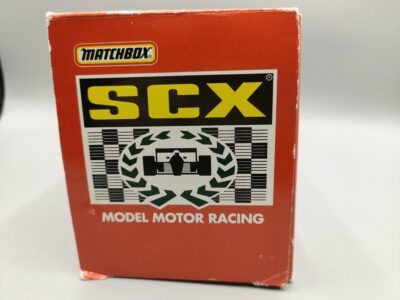 MATCHBOX
SCX®
MODEL MOTOR RACING